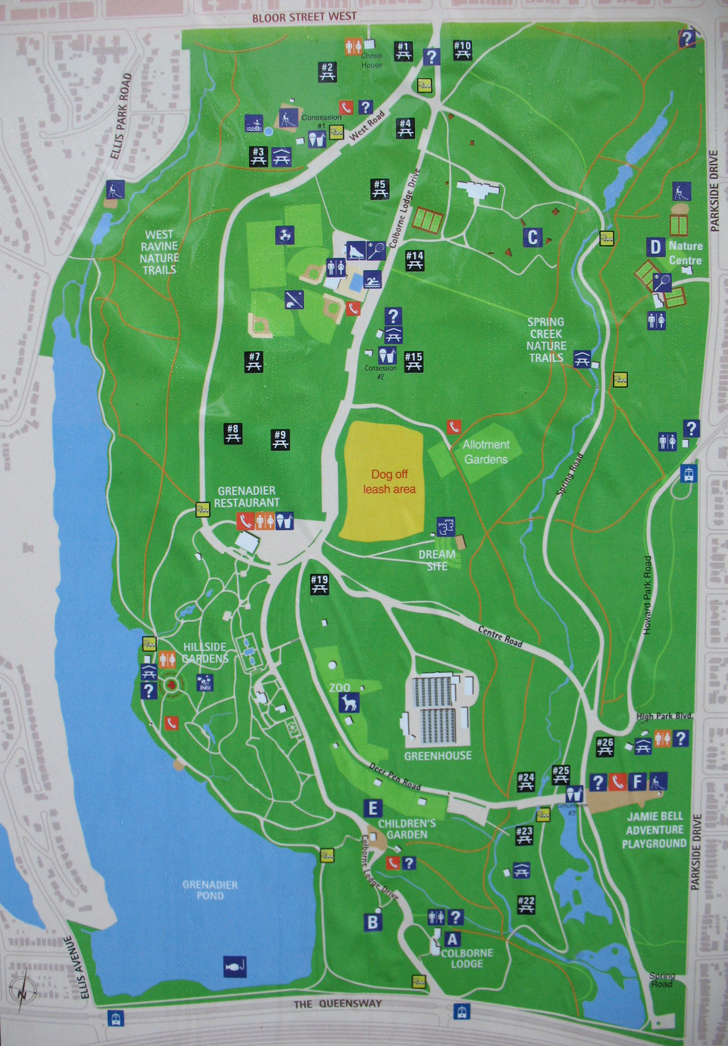 BLOOR STREET WEST
#1
#10
?
?
Chess
House
#2
ELLIS PARK ROAD
?
Concession
#1
West Road
#4
#3
PARKSIDE DRIVE
#5
Colborne Lodge Drive
WEST
RAVINE
NATURE
TRAILS
C
D
Nature
Centre
#14
?
SPRING
CREEK
NATURE
TRAILS
#7
#15
Concession
#2
#8
#9
?
Allotment
Gardens
Dog off
leash area
Spring Road
GRENADIER
RESTAURANT
DREAM
SITE
#19
Howard Park Road
Centre Road
HILLSIDE
GARDENS
?
ZOO
High Park Blvd.
#26
?
GREENHOUSE
Deer Pen Road
#24
#25
?
F
E
CHILDREN'S
GARDEN
#23
JAMIE BELL
ADVENTURE
PLAYGROUND
PARKSIDE DRIVE
?
Colborne Lodge Drive
GRENADIER
POND
#22
B
?
A
COLBORNE
LODGE
ELLIS AVENUE
N
Spring
Road
THE QUEENSWAY